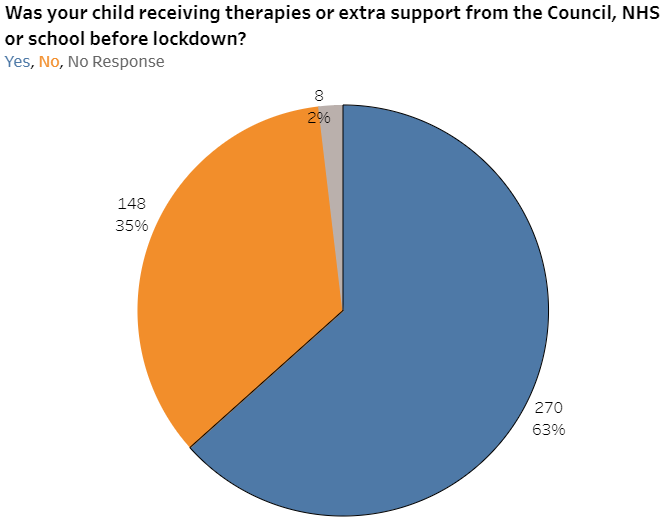 Was your child receiving therapies or extra support from the Council, NHS
or school before lockdown?
Yes, No, No Response
8
2%
148
35%
270
63%